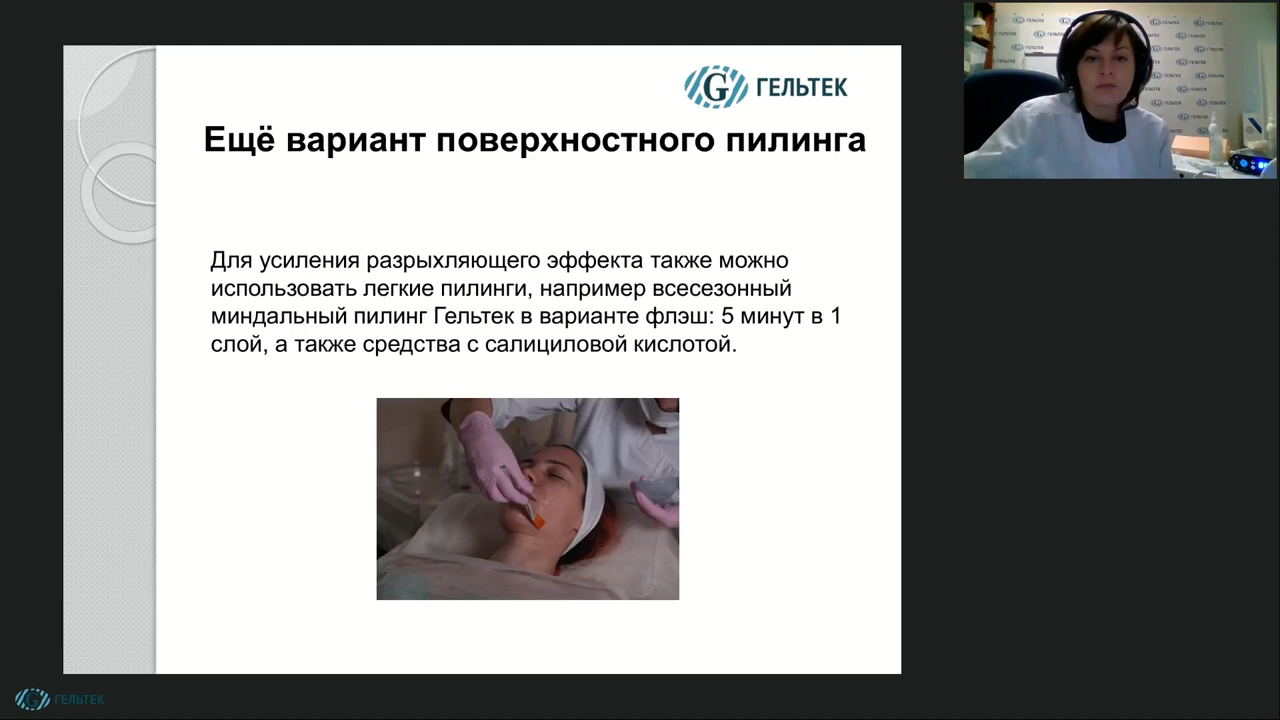 ГЕЛЬТЕК
Ещё вариант поверхностного пилинга
Для усиления разрыхляющего эффекта также можно
использовать легкие пилинги, например всесезонный
миндальный пилинг Гельтек в варианте флэш: 5 минут в 1
слой, а также средства с салициловой кислотой.
ГЕЛЬТЕК